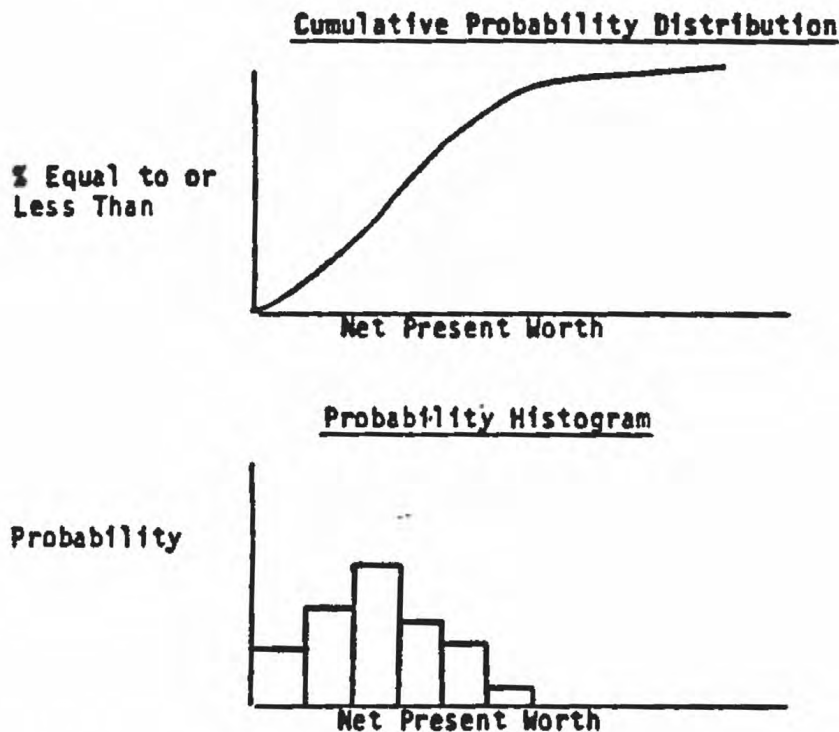 Cumulative Probability Distribution
% Equal to or
Less Than
Net Present Worth
Probability Histogram
Probability
Net Present Worth